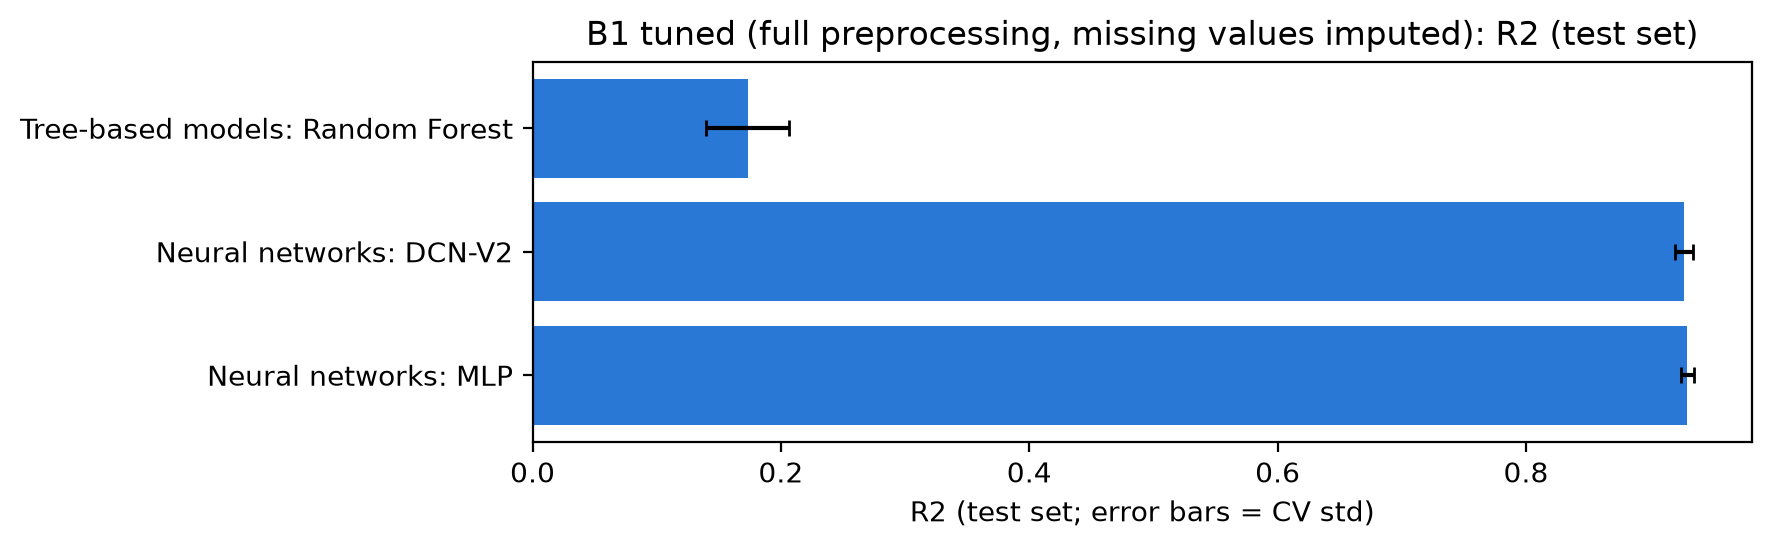 B1 tuned (full preprocessing, missing values imputed): R2 (test set)
Tree-based models: Random Forest
Neural networks: DCN-V2
Neural networks: MLP
0.0 0.2 0.4 0.6 0.8
R2 (test set; error bars = CV std)